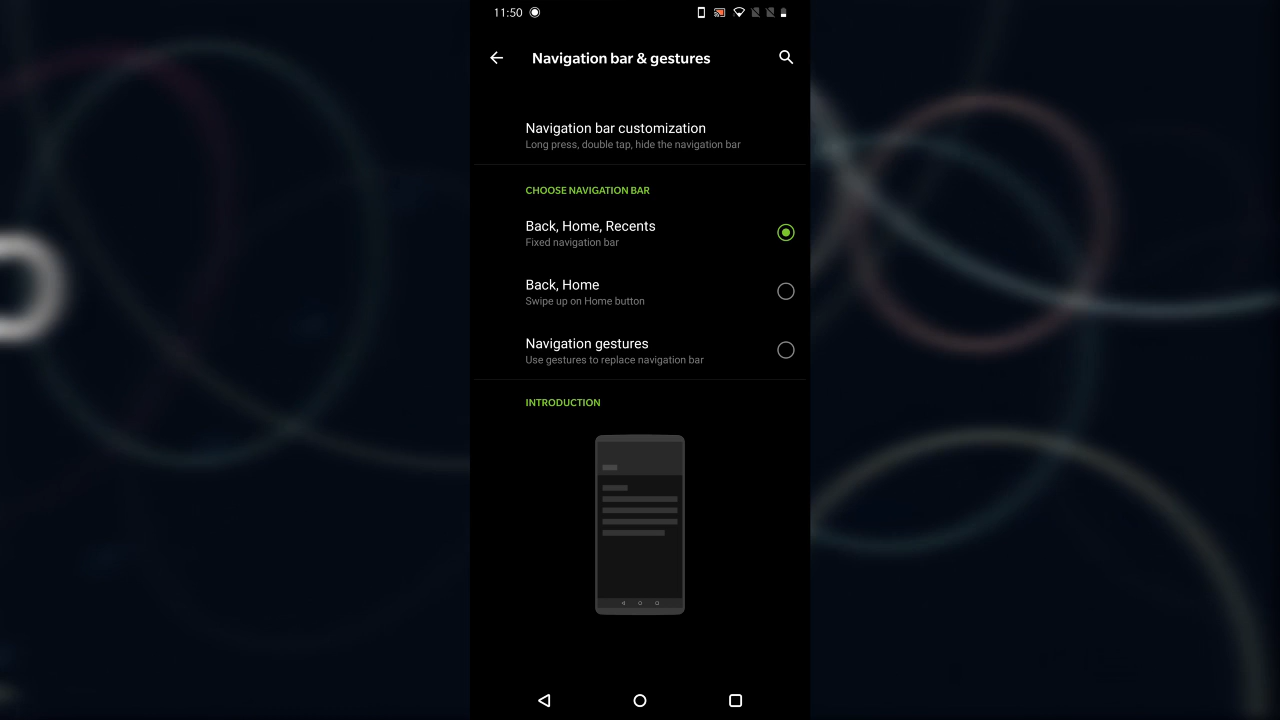 11:50
Navigation bar & gestures
Navigation bar customization
Long press, double tap, hide the navigation bar
CHOOSE NAVIGATION BAR
Back, Home, Recents
Fixed navigation bar
Back, Home
Swipe up on Home button
Navigation gestures
Use gestures to replace navigation bar
INTRODUCTION